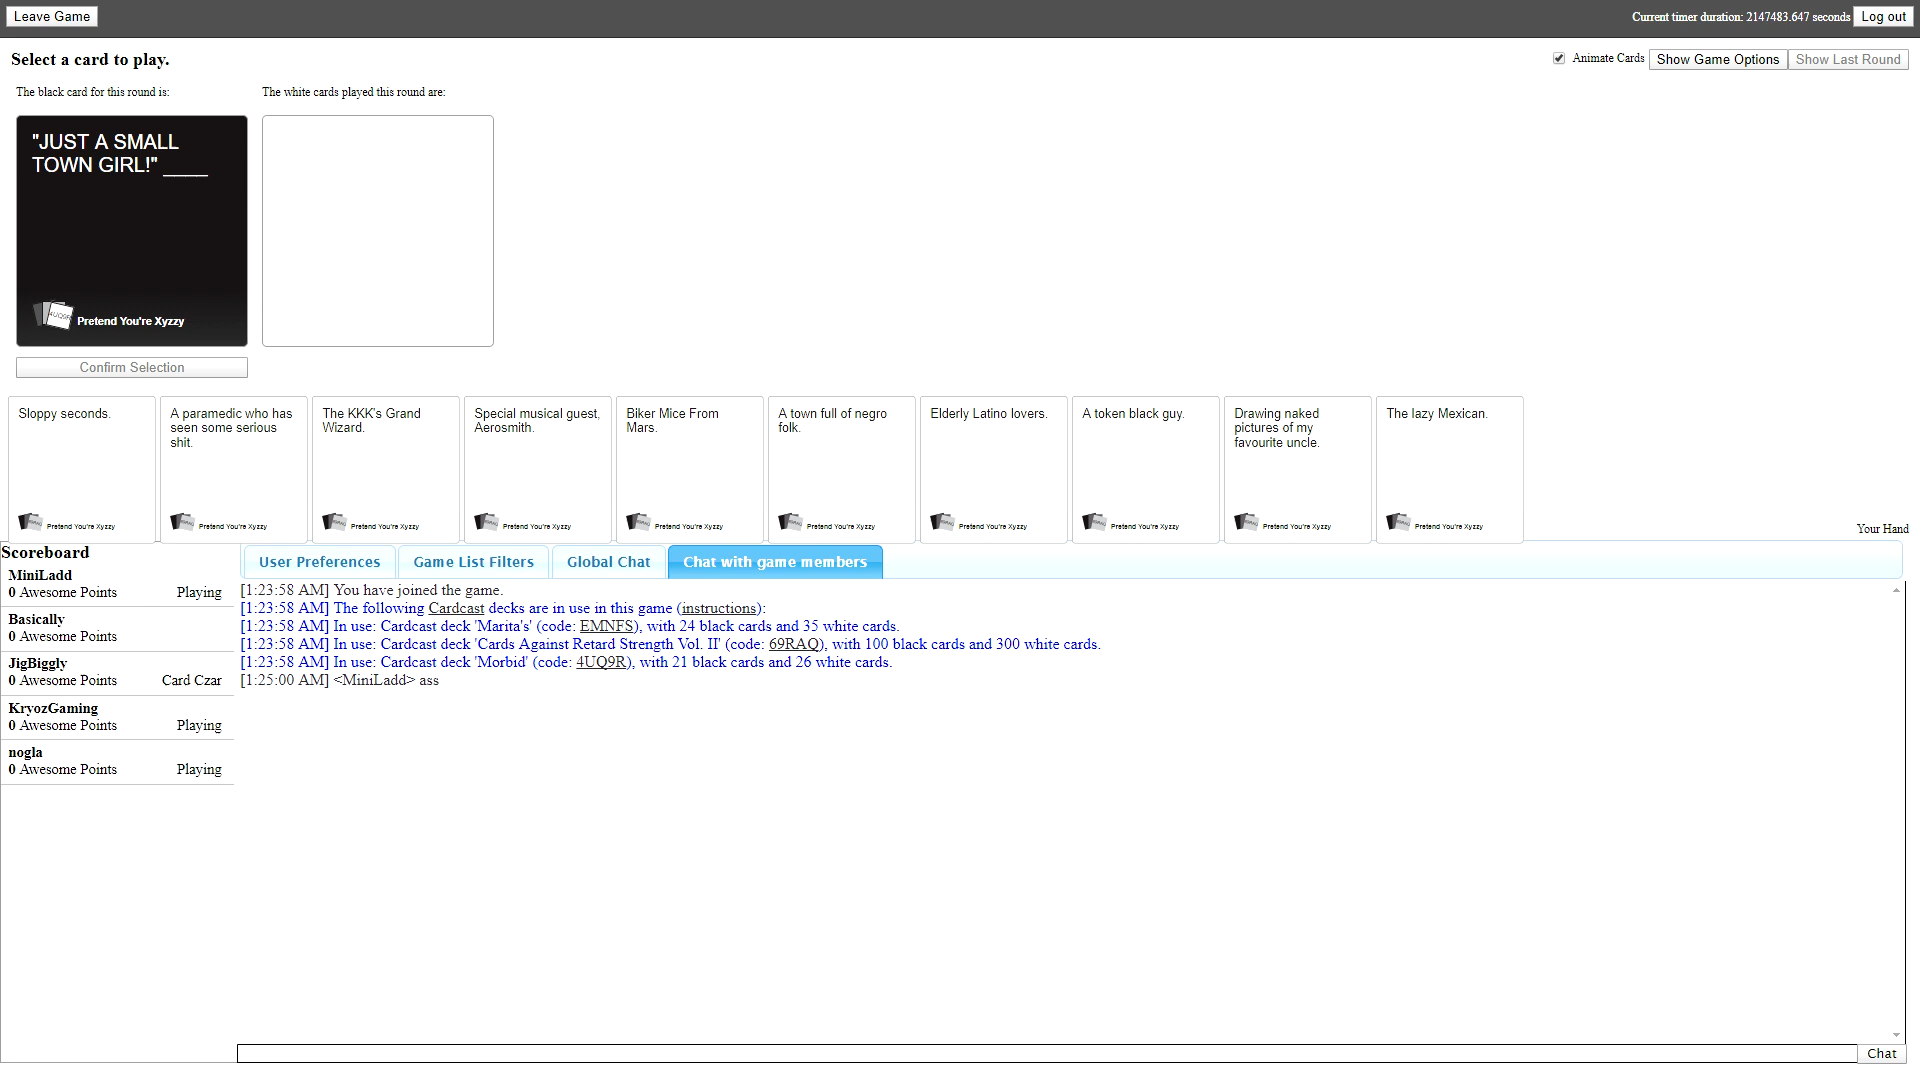 Leave Game
Current timer duration: 2147483.647 seconds
Log out
Select a card to play.
Animate Cards
Show Game Options
Show Last Round
The black card for this round is:
The white cards played this round are:
"JUST A SMALL
TOWN GIRL!" ____
4UQ9R
Pretend You're Xyzzy
Confirm Selection
Sloppy seconds.
Pretend You're Xyzzy
A paramedic who has
seen some serious
shit.
Pretend You're Xyzzy
The KKK's Grand
Wizard.
Pretend You're Xyzzy
Special musical guest,
Aerosmith.
Pretend You're Xyzzy
Biker Mice From
Mars.
Pretend You're Xyzzy
A town full of negro
folk.
Pretend You're Xyzzy
Elderly Latino lovers.
Pretend You're Xyzzy
A token black guy.
Pretend You're Xyzzy
Drawing naked
pictures of my
favourite uncle.
Pretend You're Xyzzy
The lazy Mexican.
Pretend You're Xyzzy
Your Hand
Scoreboard
MiniLadd
0 Awesome Points Playing
Basically
0 Awesome Points
JigBiggly
0 Awesome Points Card Czar
KryozGaming
0 Awesome Points Playing
nogla
0 Awesome Points Playing
User Preferences
Game List Filters
Global Chat
Chat with game members
[1:23:58 AM] You have joined the game.
[1:23:58 AM] The following Cardcast decks are in use in this game (instructions):
[1:23:58 AM] In use: Cardcast deck 'Marita's' (code: EMNFS), with 24 black cards and 35 white cards.
[1:23:58 AM] In use: Cardcast deck 'Cards Against Retard Strength Vol. II' (code: 69RAQ), with 100 black cards and 300 white cards.
[1:23:58 AM] In use: Cardcast deck 'Morbid' (code: 4UQ9R), with 21 black cards and 26 white cards.
[1:25:00 AM] <MiniLadd> ass
Chat